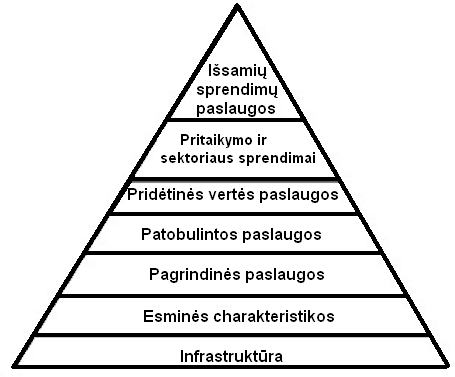 Išsamių
sprendimų
paslaugos
Pritaikymo ir
sektoriaus sprendimai
Pridėtinės vertės paslaugos
Patobulintos paslaugos
Pagrindinės paslaugos
Esminės charakteristikos
Infrastruktūra